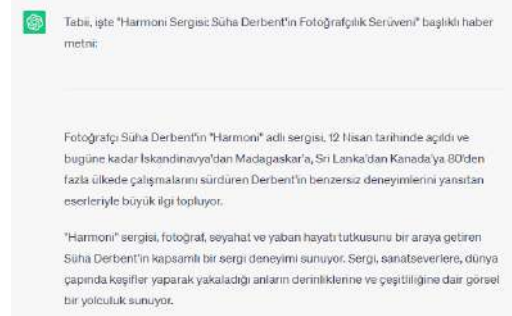 Tabii, işte "Harmoni Sergisi: Süha Derbent'in Fotoğrafçılık Serüveni" başlıklı haber
metni:
Fotoğrafçı Süha Derbent'in "Harmoni" adlı sergisi, 12 Nisan tarihinde açıldı ve
bugüne kadar İskandinavya'dan Madagaskar'a, Sri Lanka'dan Kanada'ya 80'den
fazla ülkede çalışmalarını sürdüren Derbent'in benzersiz deneyimlerini yansıtan
eserleriyle büyük ilgi topluyor.
"Harmoni" sergisi, fotoğraf, seyahat ve yaban hayatı tutkusunu bir araya getiren
Süha Derbent'in kapsamlı bir sergi deneyimi sunuyor. Sergi, sanatseverlere, dünya
çapında keşifler yaparak yakaladığı anların derinliklerine ve çeşitliliğine dair görsel
bir yolculuk sunuyor.